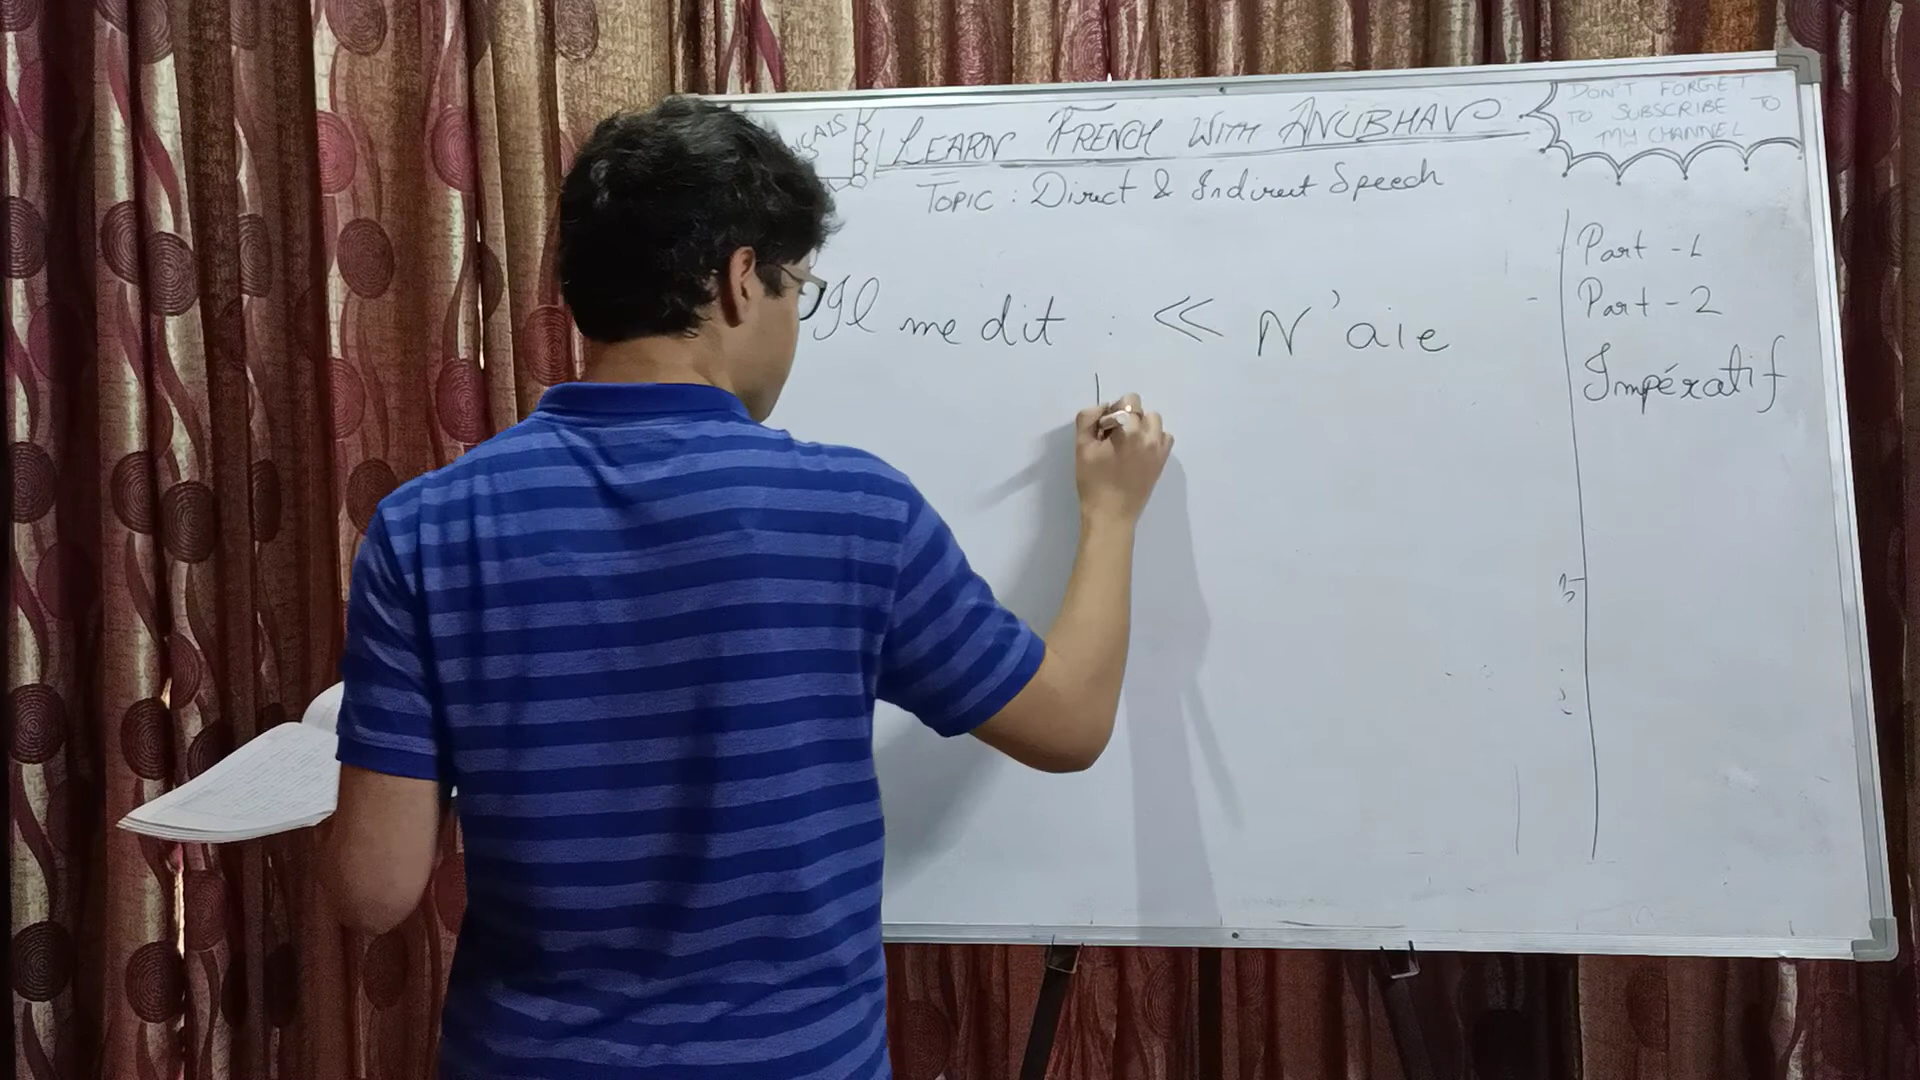 LEARN FRENCH WITH ANUBHAV
DON'T FORGET
TO SUBSCRIBE TO
MY CHANNEL
TOPIC : Direct & Indirect Speech
Il me dit : << N'aie
Part - 1
Part - 2
Impératif